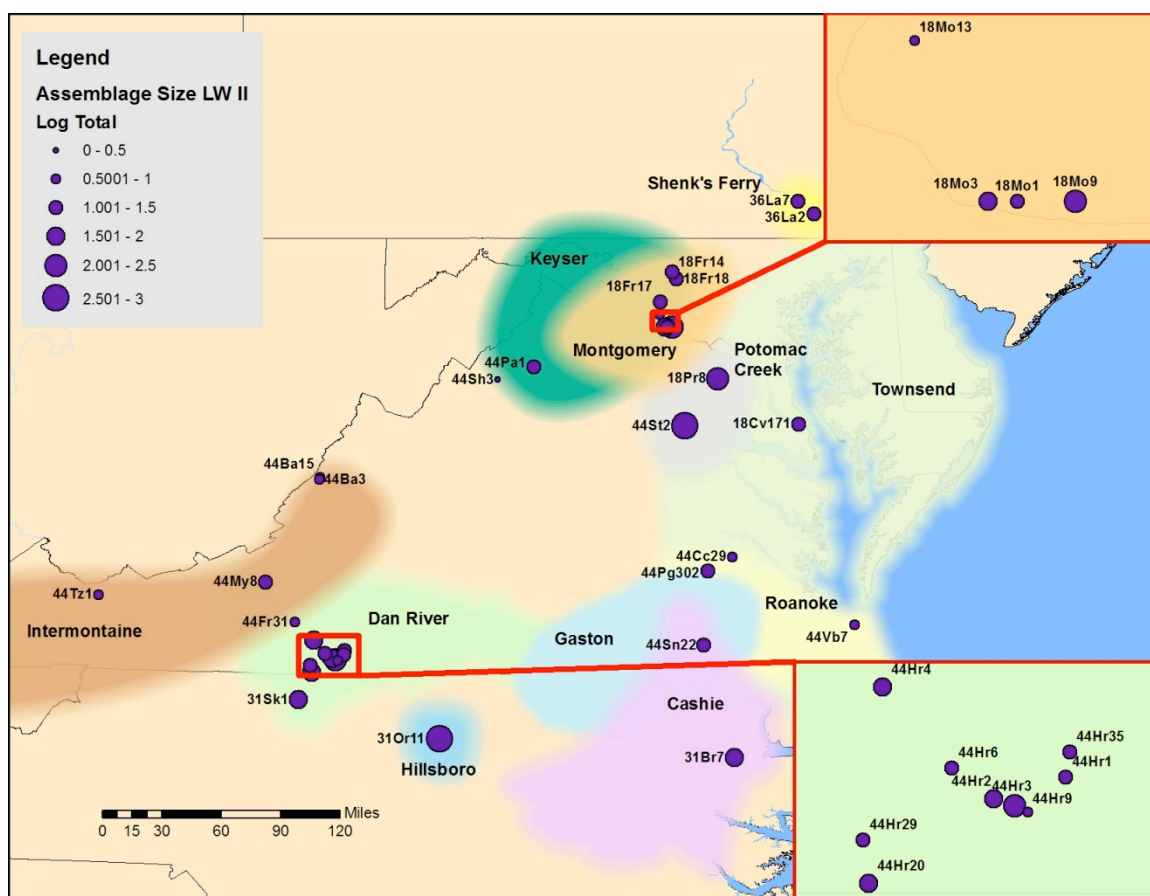 Legend
Assemblage Size LW II
Log Total
0 - 0.5
0.5001 - 1
1.001 - 1.5
1.501 - 2
2.001 - 2.5
2.501 - 3
18Mo13
18Mo3
18Mo1
18Mo9
Shenk's Ferry
36La7
36La2
Keyser
18Fr14
18Fr18
18Fr17
Montgomery
Potomac
Creek
44Pa1
44Sh3
18Pr8
Townsend
44St2
18Cv171
44Ba15
44Ba3
44Cc29
44Pg302
44My8
44Tz1
Roanoke
44Fr31
Dan River
44Vb7
Intermontaine
Gaston
44Sn22
31Sk1
Cashie
31Or11
Hillsboro
31Br7
Miles
0 15 30 60 90 120
44Hr4
44Hr35
44Hr6
44Hr1
44Hr2
44Hr3
44Hr9
44Hr29
44Hr20